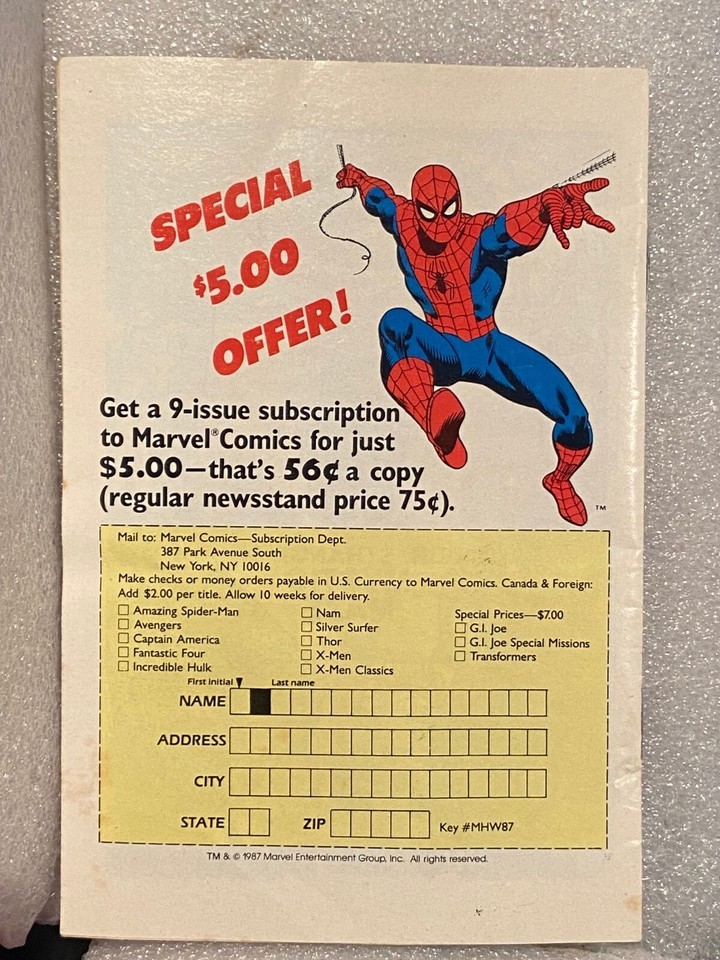 SPECIAL
$5.00
OFFER!
Get a 9-issue subscription
to Marvel® Comics for just
$5.00—that's 56¢ a copy
(regular newsstand price 75¢).
TM
Mail to: Marvel Comics—Subscription Dept.
387 Park Avenue South
New York, NY 10016
Make checks or money orders payable in U.S. Currency to Marvel Comics. Canada & Foreign:
Add $2.00 per title. Allow 10 weeks for delivery.
Amazing Spider-Man
Avengers
Captain America
Fantastic Four
Incredible Hulk
Nam
Silver Surfer
Thor
X-Men
X-Men Classics
Special Prices—$7.00
G.I. Joe
G.I. Joe Special Missions
Transformers
First initial Last name
NAME
ADDRESS
CITY
STATE ZIP Key #MHW87
TM & © 1987 Marvel Entertainment Group, Inc. All rights reserved.